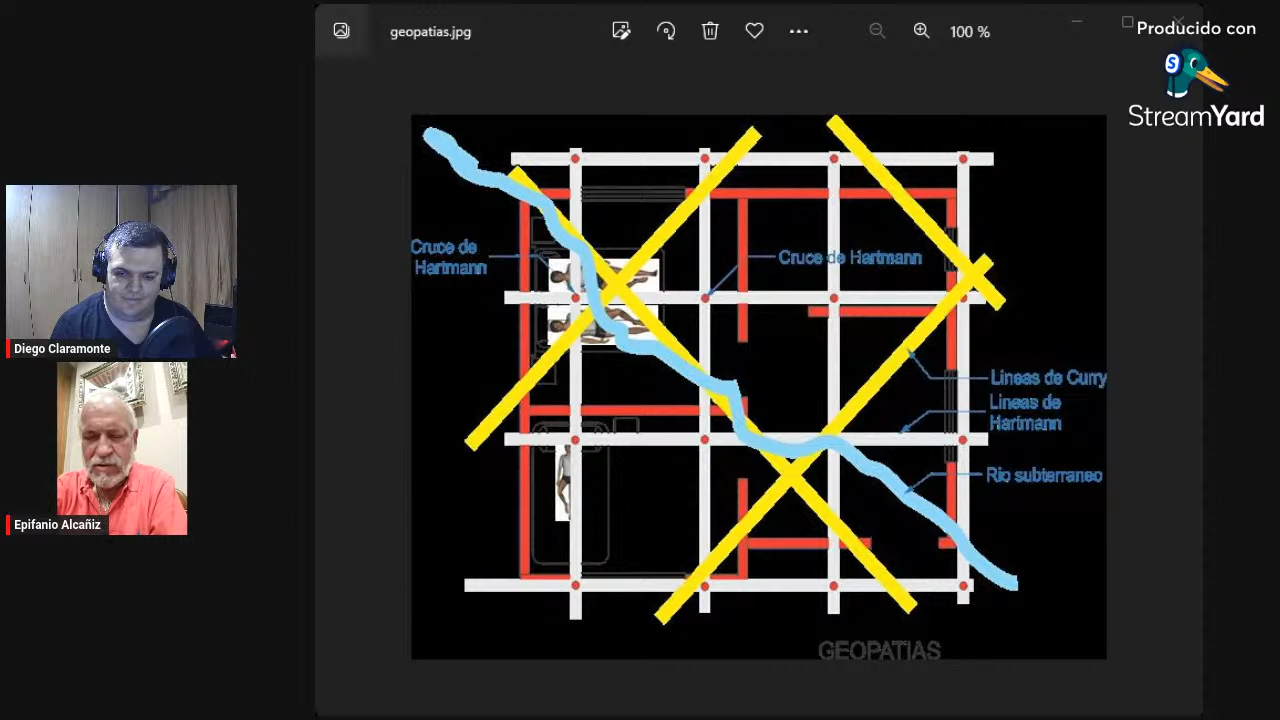 geopatias.jpg
100 %
Producido con
StreamYard
Cruce de
Hartmann
Cruce de Hartmann
Lineas de Curry
Lineas de
Hartmann
Rio subterraneo
GEOPATIAS
Diego Claramonte
Epifanio Alcañiz